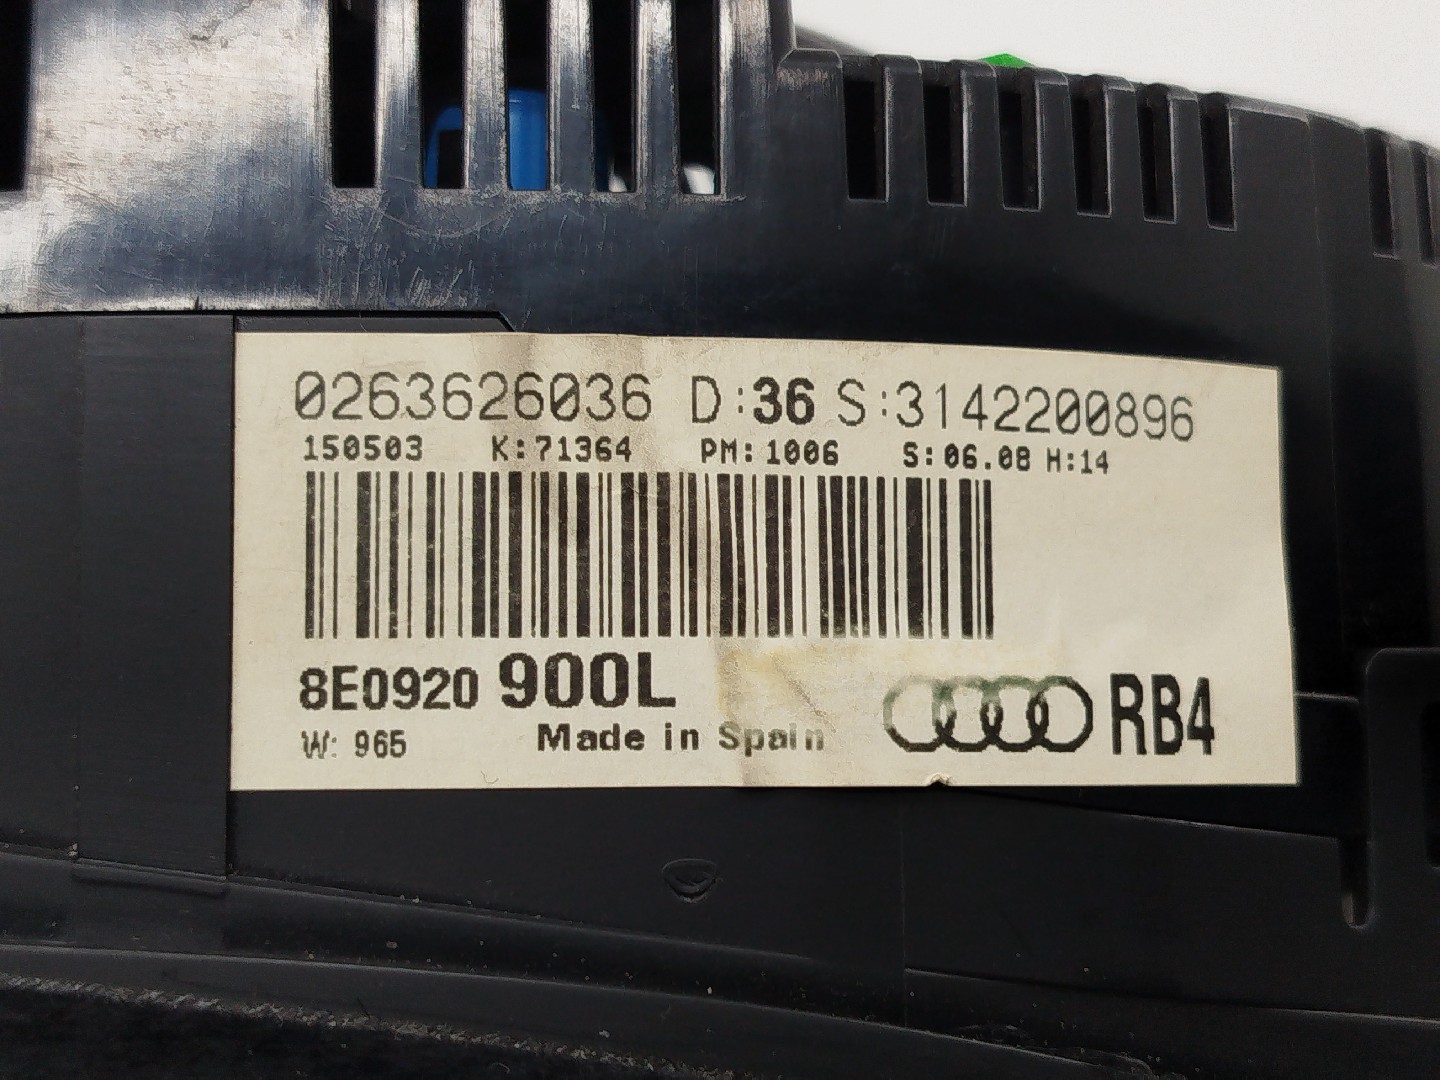 0263626036 D:36 S:3142200896
150503 K:71364 PM:1006 S:06.08 H:14
8E0920 900L
W: 965 Made in Spain RB4